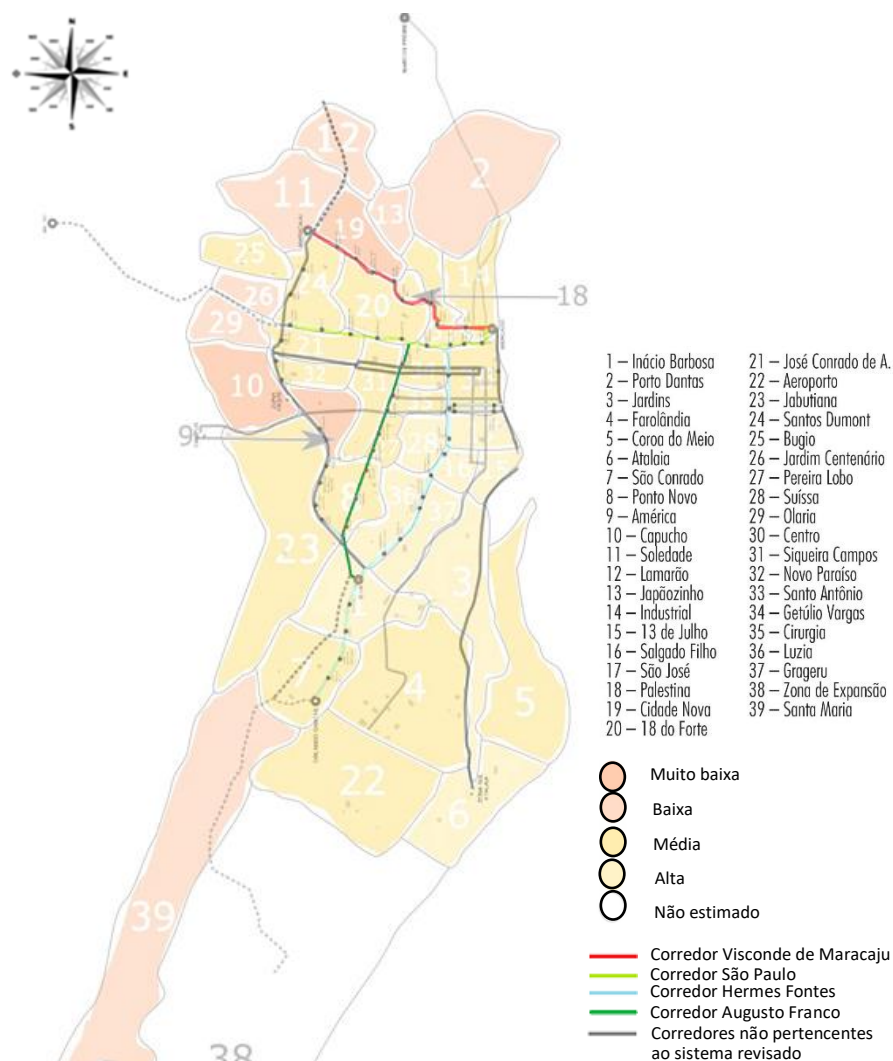 N
S
12
2
11
13
19
25
24
20
18
26
29
21
32
31
10
9
28
8
36
37
23
3
1
7
4
5
22
6
39
38
1 – Inácio Barbosa
2 – Porto Dantas
3 – Jardins
4 – Farolândia
5 – Coroa do Meio
6 – Atalaia
7 – São Conrado
8 – Ponto Novo
9 – América
10 – Capucho
11 – Soledade
12 – Lamarão
13 – Japãozinho
14 – Industrial
15 – 13 de Julho
16 – Salgado Filho
17 – São José
18 – Palestina
19 – Cidade Nova
20 – 18 do Forte
21 – José Conrado de A.
22 – Aeroporto
23 – Jabutiana
24 – Santos Dumont
25 – Bugio
26 – Jardim Centenário
27 – Pereira Lobo
28 – Suíssa
29 – Olaria
30 – Centro
31 – Siqueira Campos
32 – Novo Paraíso
33 – Santo Antônio
34 – Getúlio Vargas
35 – Cirurgia
36 – Luzia
37 – Grageru
38 – Zona de Expansão
39 – Santa Maria
Muito baixa
Baixa
Média
Alta
Não estimado
Corredor Visconde de Maracaju
Corredor São Paulo
Corredor Hermes Fontes
Corredor Augusto Franco
Corredores não pertencentes
ao sistema revisado